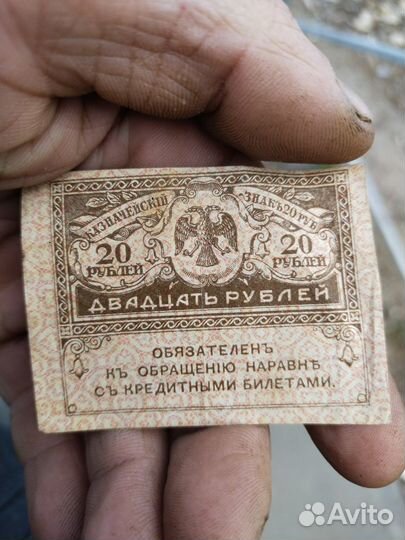 КАЗНАЧЕЙСКІЙ ЗНАКЪ 20 РУБ
20 РУБЛЕЙ 20 РУБЛЕЙ
ДВАДЦАТЬ РУБЛЕЙ
ОБЯЗАТЕЛЕНЪ
КЪ ОБРАЩЕНІЮ НАРАВНѢ
СЪ КРЕДИТНЫМИ БИЛЕТАМИ.
Avito